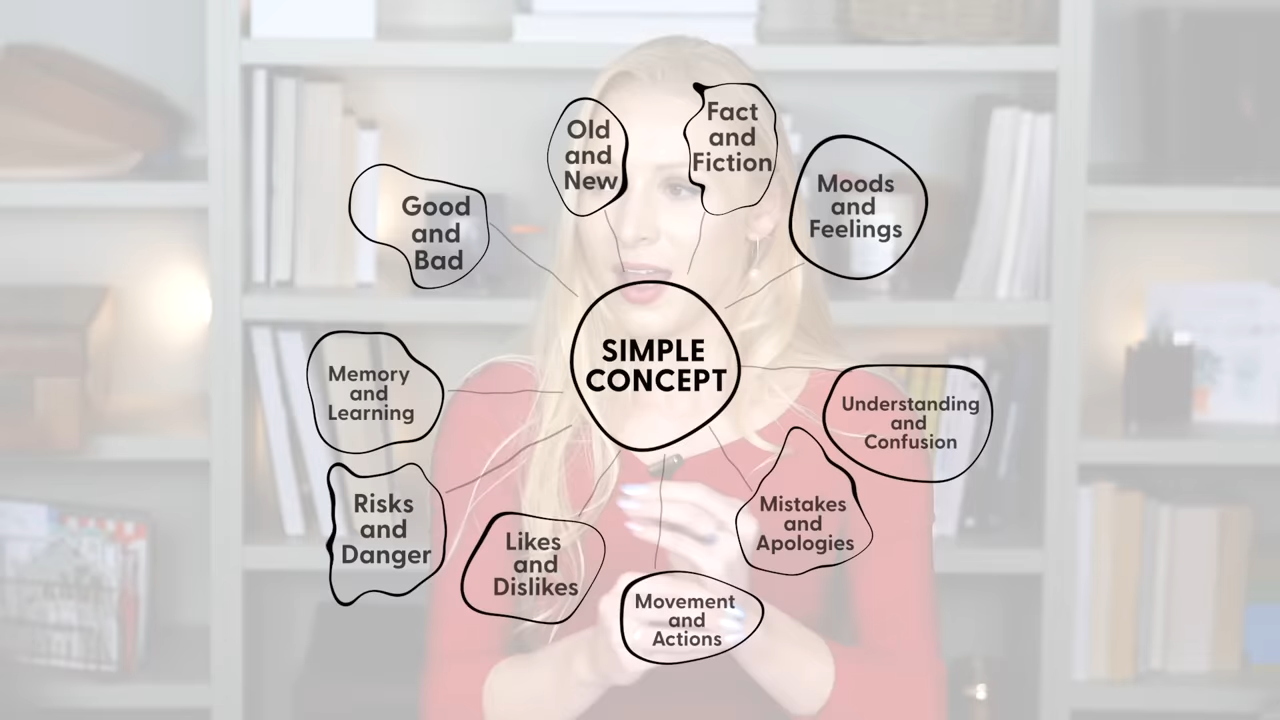 Old
and
New
Fact
and
Fiction
Moods
and
Feelings
Good
and
Bad
SIMPLE
CONCEPT
Memory
and
Learning
Understanding
and
Confusion
Risks
and
Danger
Likes
and
Dislikes
Mistakes
and
Apologies
Movement
and
Actions